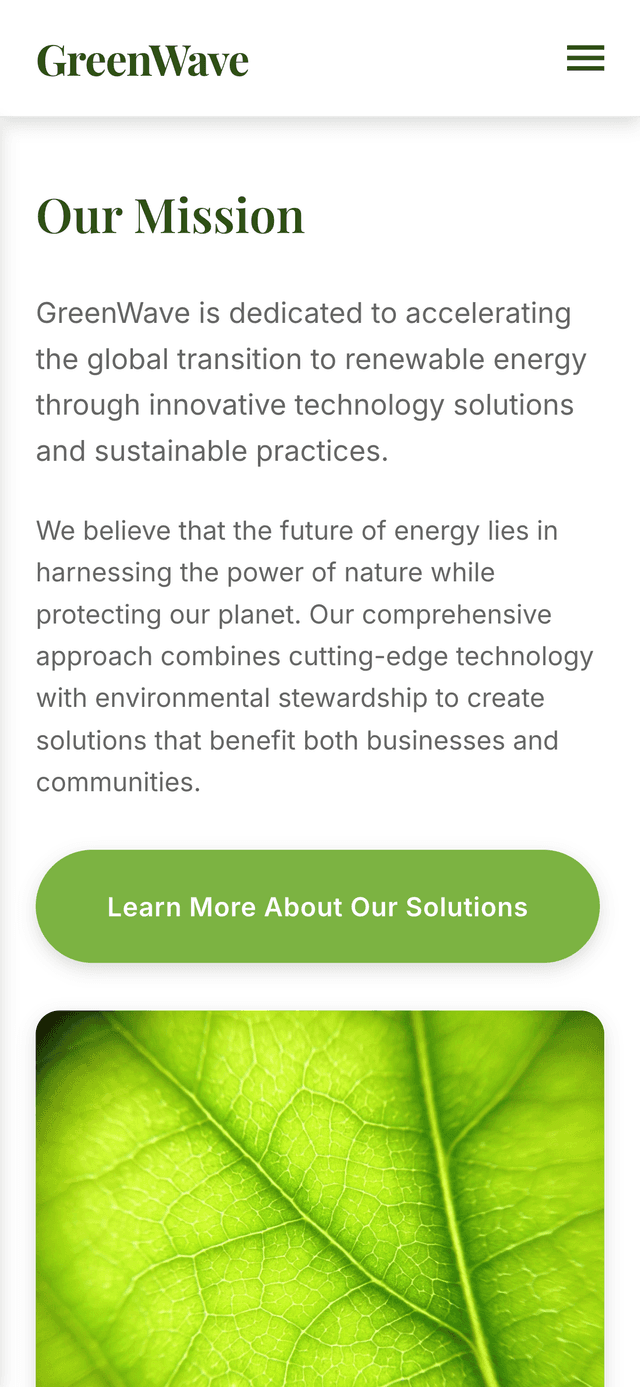 GreenWave
Our Mission
GreenWave is dedicated to accelerating
the global transition to renewable energy
through innovative technology solutions
and sustainable practices.
We believe that the future of energy lies in
harnessing the power of nature while
protecting our planet. Our comprehensive
approach combines cutting-edge technology
with environmental stewardship to create
solutions that benefit both businesses and
communities.
Learn More About Our Solutions